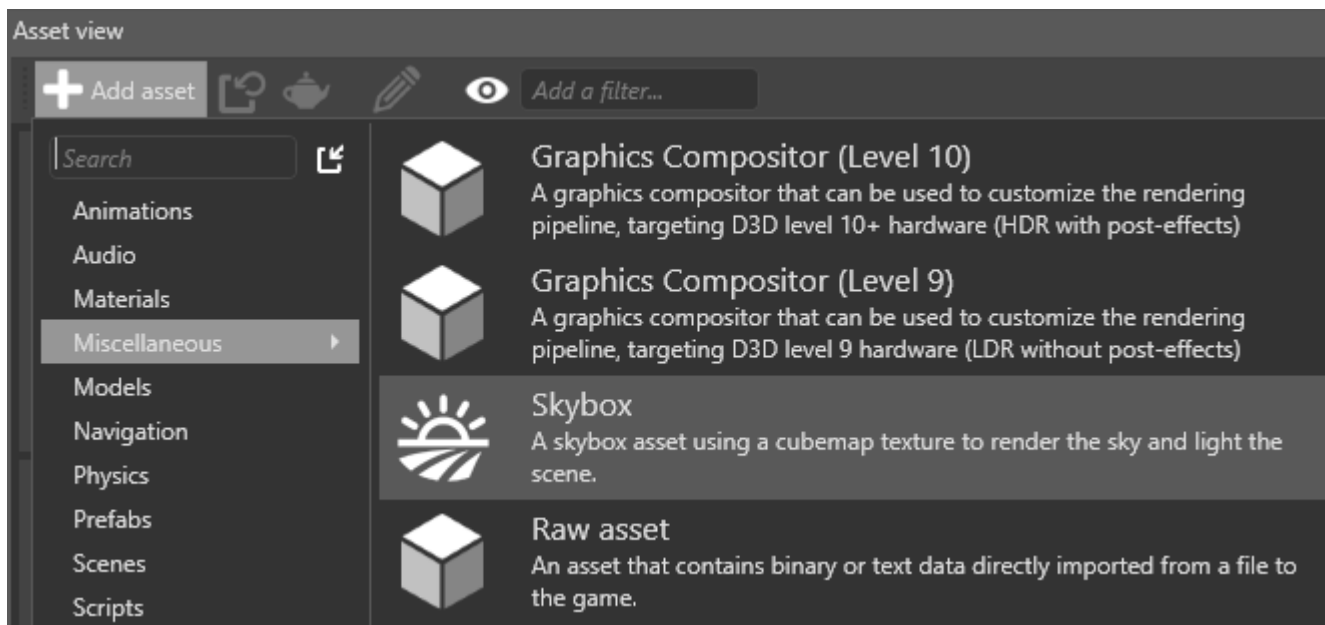 Asset view
Add asset
Add a filter...
Search
Animations
Audio
Materials
Miscellaneous
Models
Navigation
Physics
Prefabs
Scenes
Scripts
Graphics Compositor (Level 10)
A graphics compositor that can be used to customize the rendering
pipeline, targeting D3D level 10+ hardware (HDR with post-effects)
Graphics Compositor (Level 9)
A graphics compositor that can be used to customize the rendering
pipeline, targeting D3D level 9 hardware (LDR without post-effects)
Skybox
A skybox asset using a cubemap texture to render the sky and light the
scene.
Raw asset
An asset that contains binary or text data directly imported from a file to
the game.